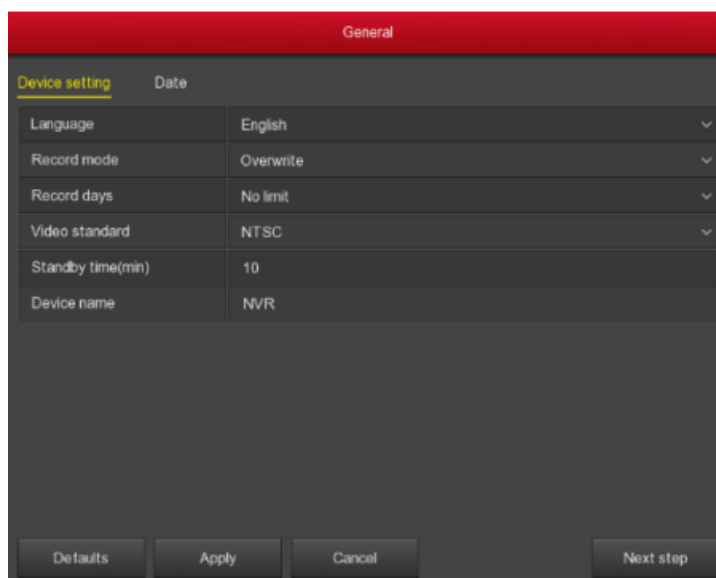 General
Device setting Date
Language English
Record mode Overwrite
Record days No limit
Video standard NTSC
Standby time(min) 10
Device name NVR
Defaults Apply Cancel Next step